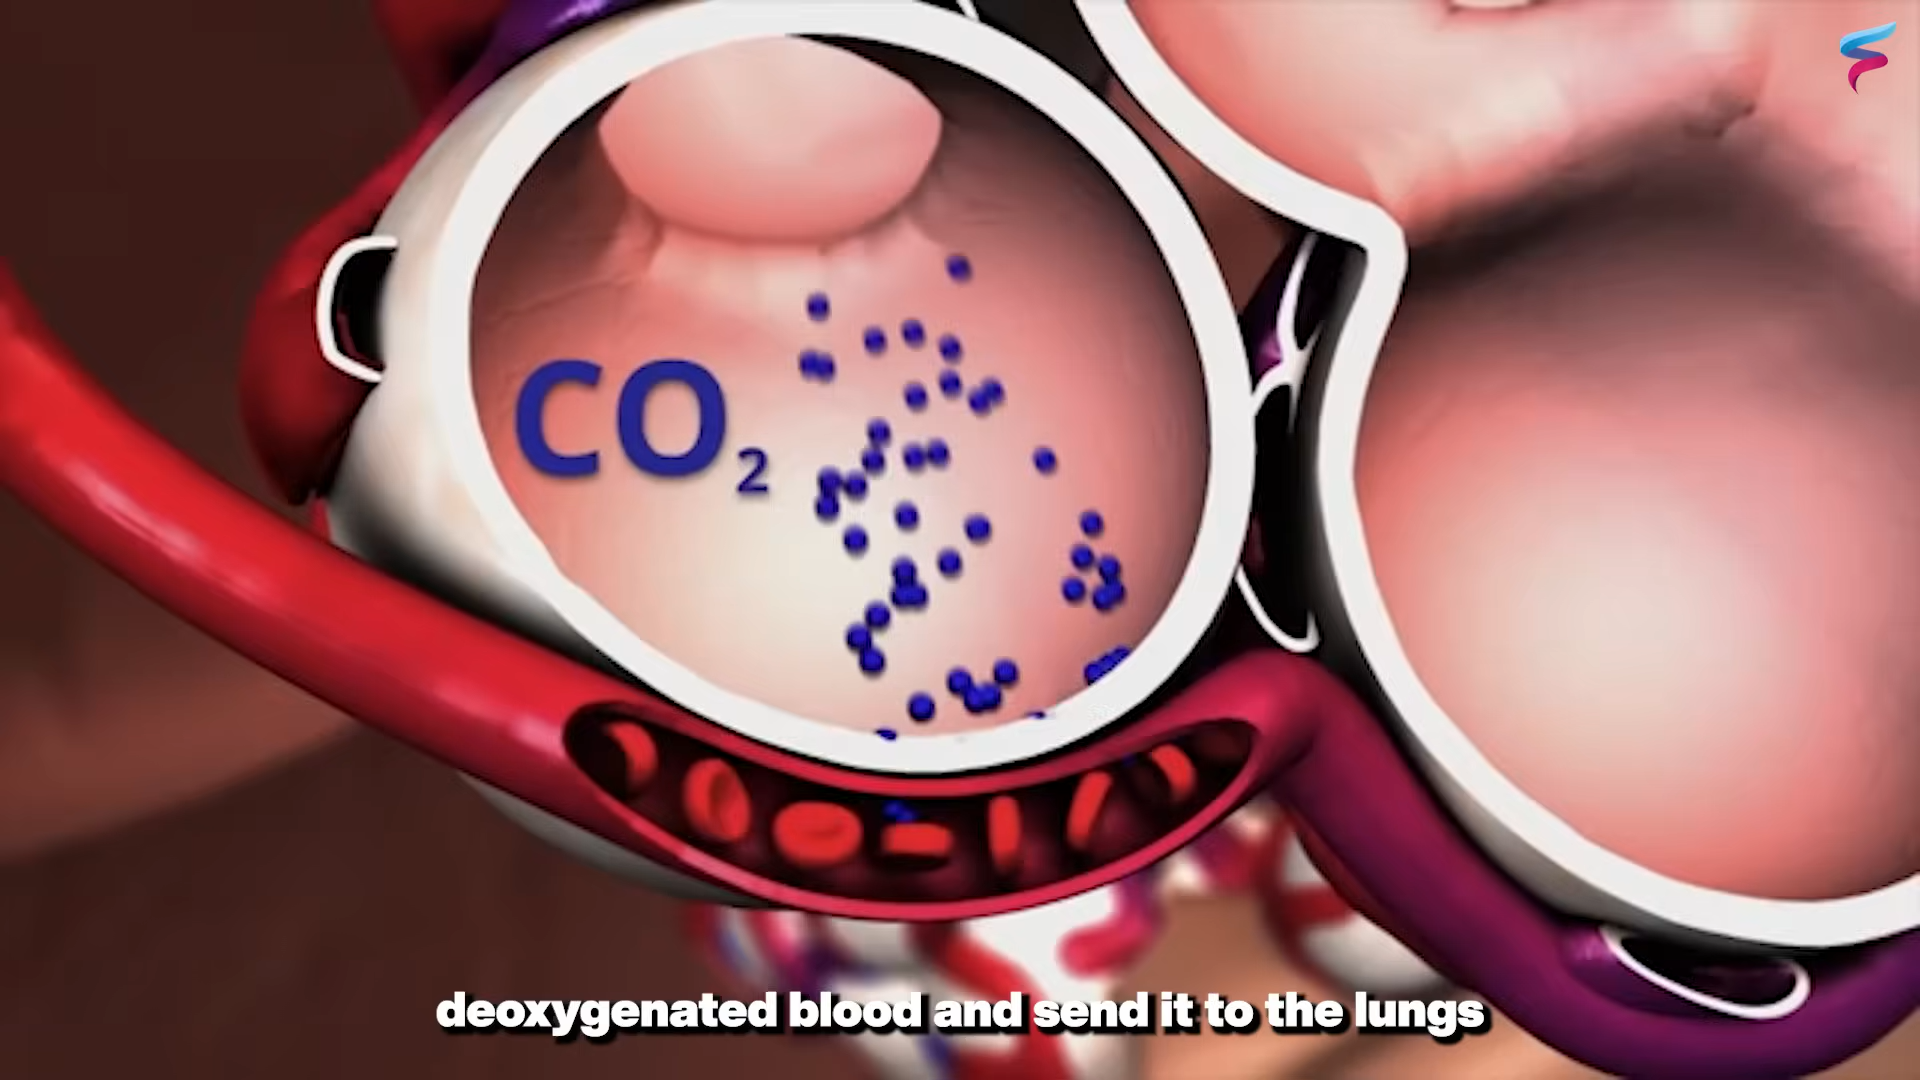 CO₂
deoxygenated blood and send it to the lungs